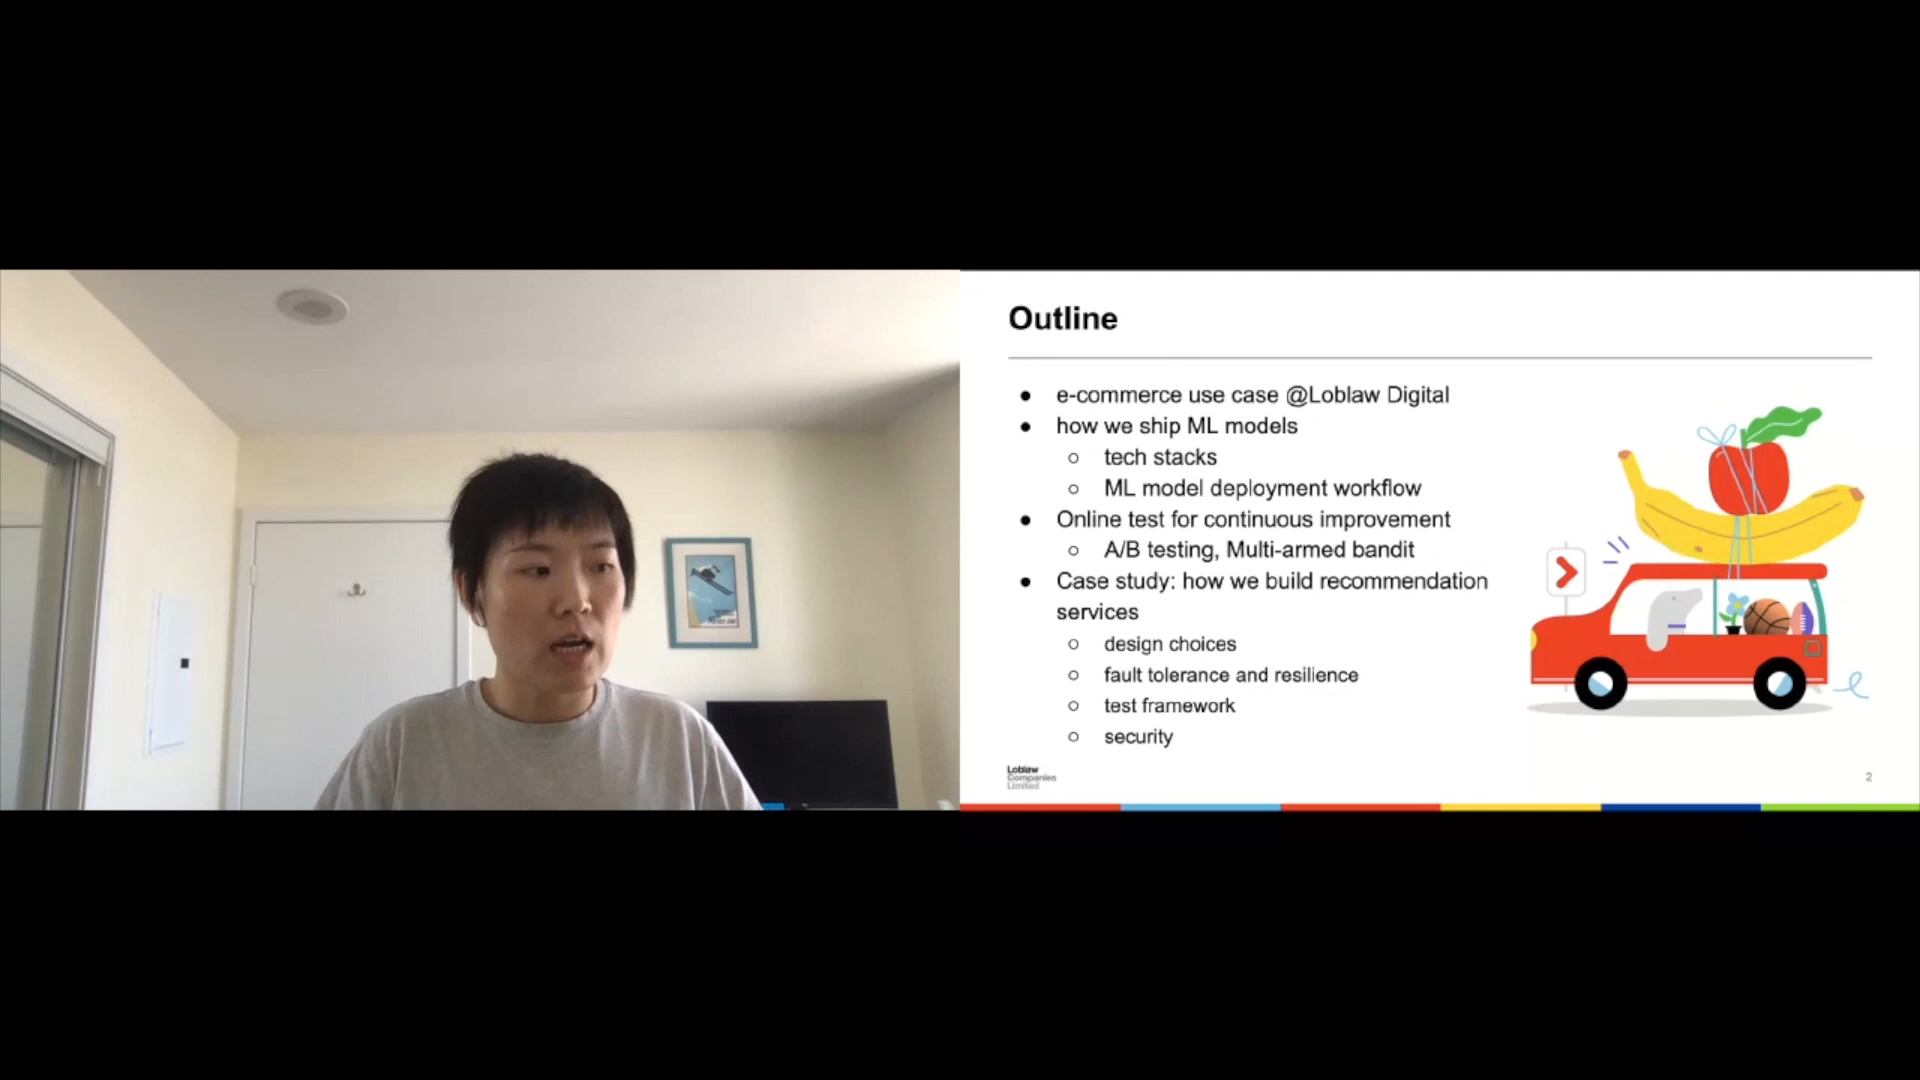 Outline
● e-commerce use case @Loblaw Digital
● how we ship ML models
○ tech stacks
○ ML model deployment workflow
● Online test for continuous improvement
○ A/B testing, Multi-armed bandit
● Case study: how we build recommendation
services
○ design choices
○ fault tolerance and resilience
○ test framework
○ security
Loblaw
Companies
Limited
2